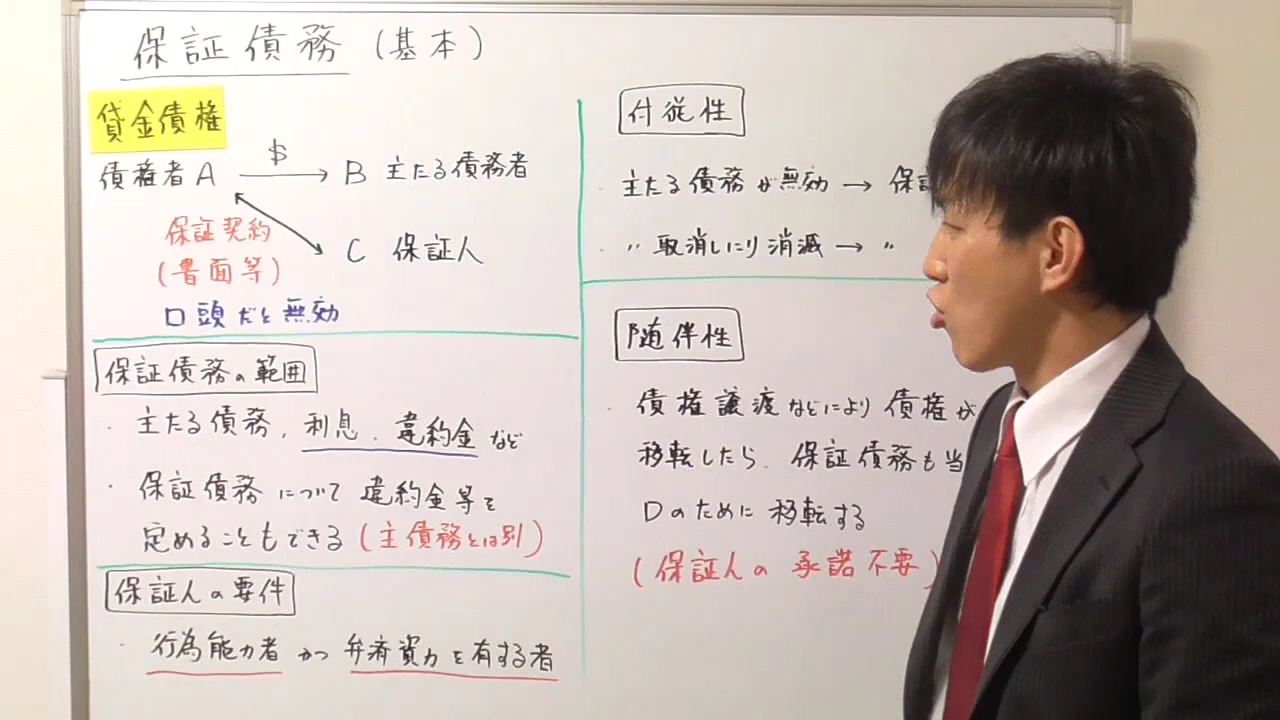 保証債務 (基本)
貸金債権
債権者A $ B 主たる債務者
保証契約
(書面等)
C 保証人
口頭だと無効
保証債務の範囲
・主たる債務、利息、違約金など
・保証債務について違約金等を
定めることもできる (主債務とは別)
保証人の要件
・行為能力者かつ弁済資力を有する者
付従性
・主たる債務が無効→保証
・〃取消しにより消滅→〃
随伴性
・債権譲渡などにより債権が
移転したら、保証債務も当
Dのために移転する
(保証人の承諾不要)